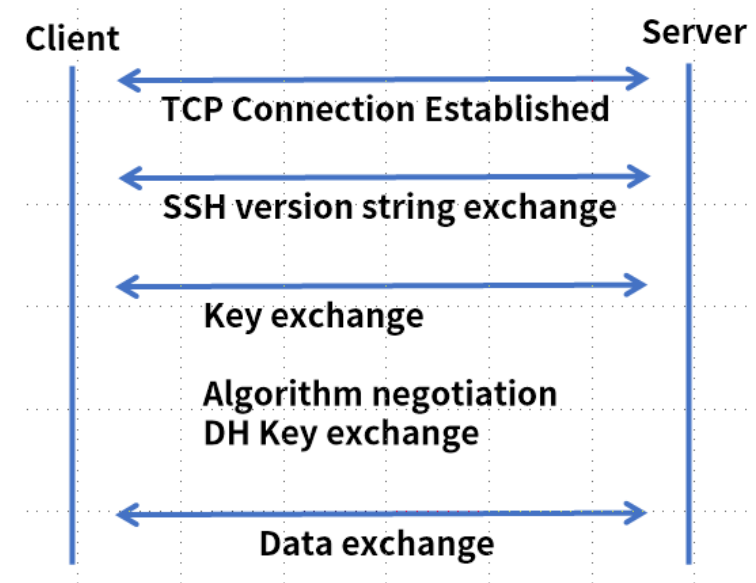 Client
Server
TCP Connection Established
SSH version string exchange
Key exchange
Algorithm negotiation
DH Key exchange
Data exchange